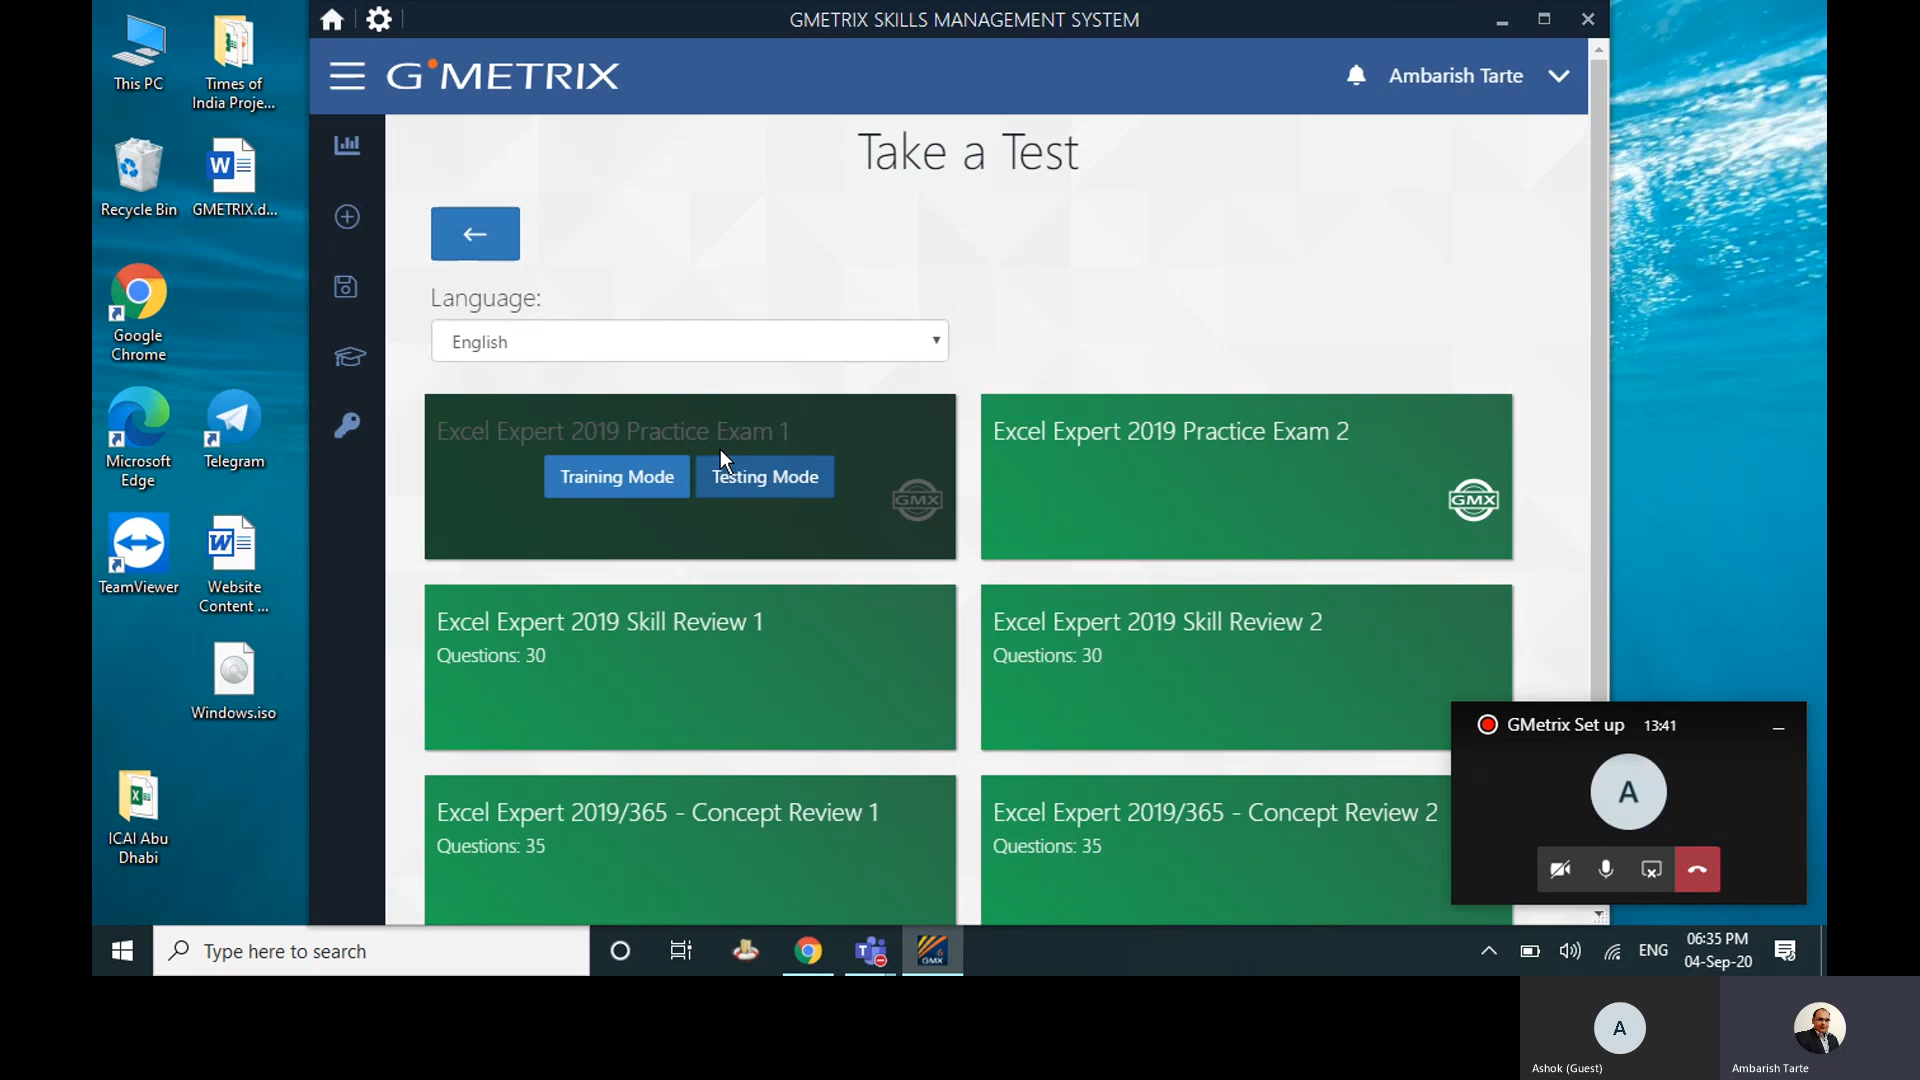 This PC
Times of
India Proje...
Recycle Bin
GMETRIX.d...
Google
Chrome
Microsoft
Edge
Telegram
TeamViewer
Website
Content ...
Windows.iso
ICAI Abu
Dhabi
GMETRIX SKILLS MANAGEMENT SYSTEM
GMETRIX
Ambarish Tarte
Take a Test
Language:
English
Excel Expert 2019 Practice Exam 1
Training Mode
Testing Mode
GMX
Excel Expert 2019 Practice Exam 2
GMX
Excel Expert 2019 Skill Review 1
Questions: 30
Excel Expert 2019 Skill Review 2
Questions: 30
Excel Expert 2019/365 - Concept Review 1
Questions: 35
Excel Expert 2019/365 - Concept Review 2
Questions: 35
GMetrix Set up 13:41
A
Type here to search
GMX
ENG
06:35 PM
04-Sep-20
A
Ashok (Guest)
Ambarish Tarte